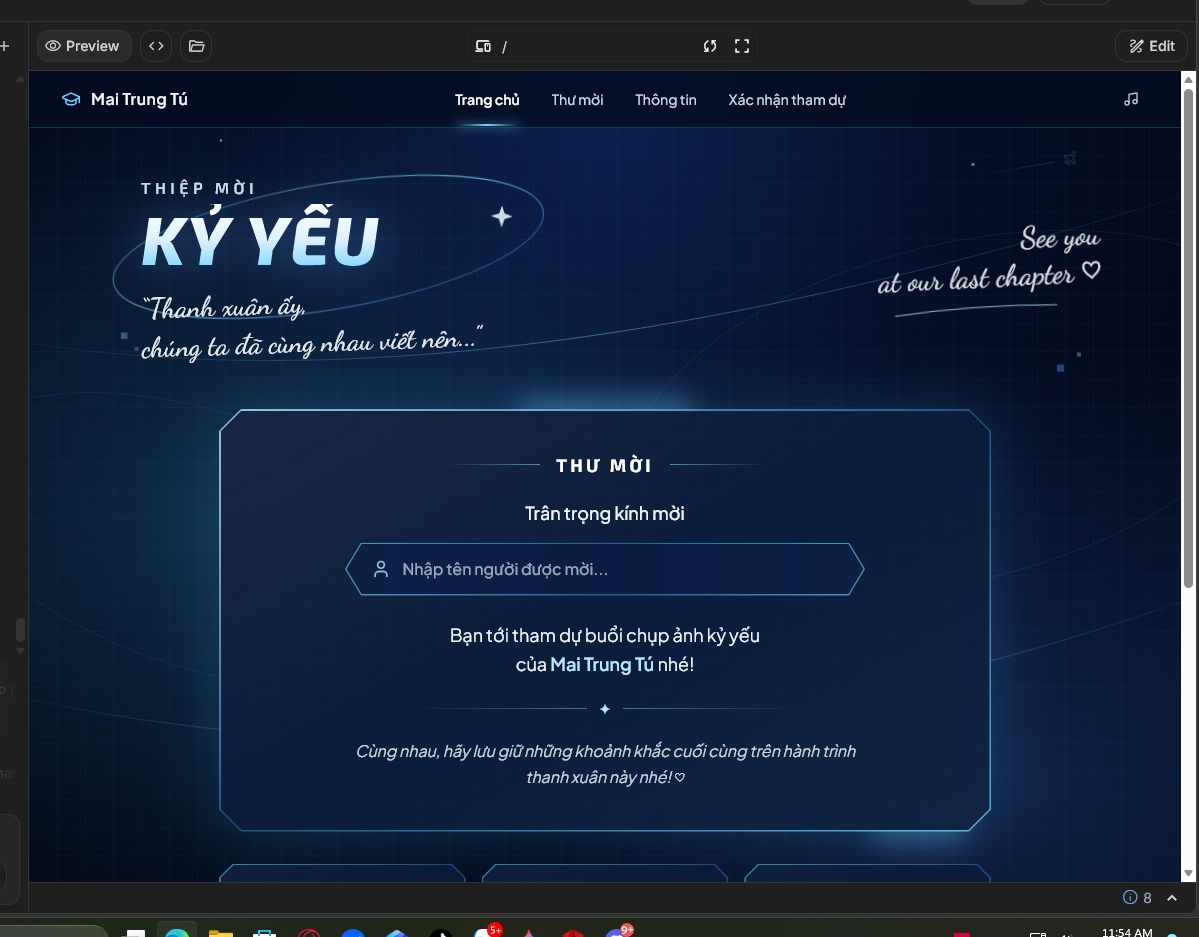 Preview
/
Edit
Mai Trung Tú
Trang chủ
Thư mời
Thông tin
Xác nhận tham dự
THIỆP MỜI
KỶ YẾU
“Thanh xuân ấy,
chúng ta đã cùng nhau viết nên...”
See you
at our last chapter ♡
THƯ MỜI
Trân trọng kính mời
Nhập tên người được mời...
Bạn tới tham dự buổi chụp ảnh kỷ yếu
của Mai Trung Tú nhé!
Cùng nhau, hãy lưu giữ những khoảnh khắc cuối cùng trên hành trình
thanh xuân này nhé! ♡
8
5+
9+
11:54 AM